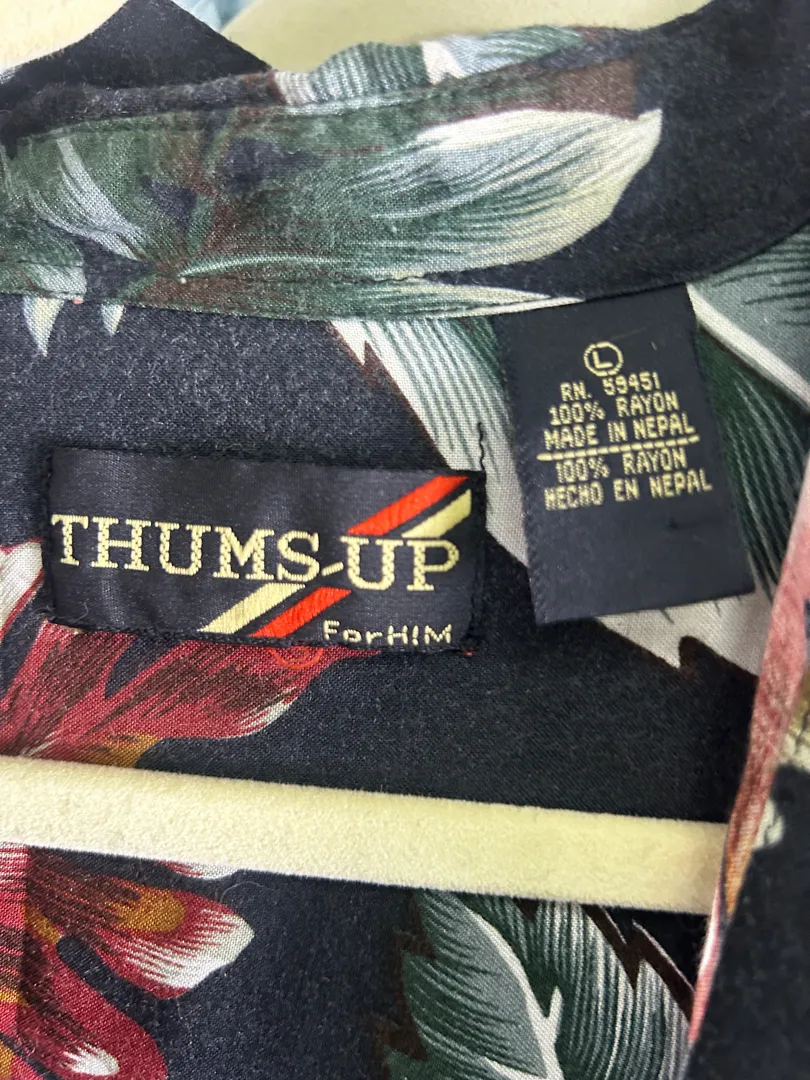 THUMS-UP
ForHIM
L
RN. 59451
100% RAYON
MADE IN NEPAL
100% RAYON
HECHO EN NEPAL